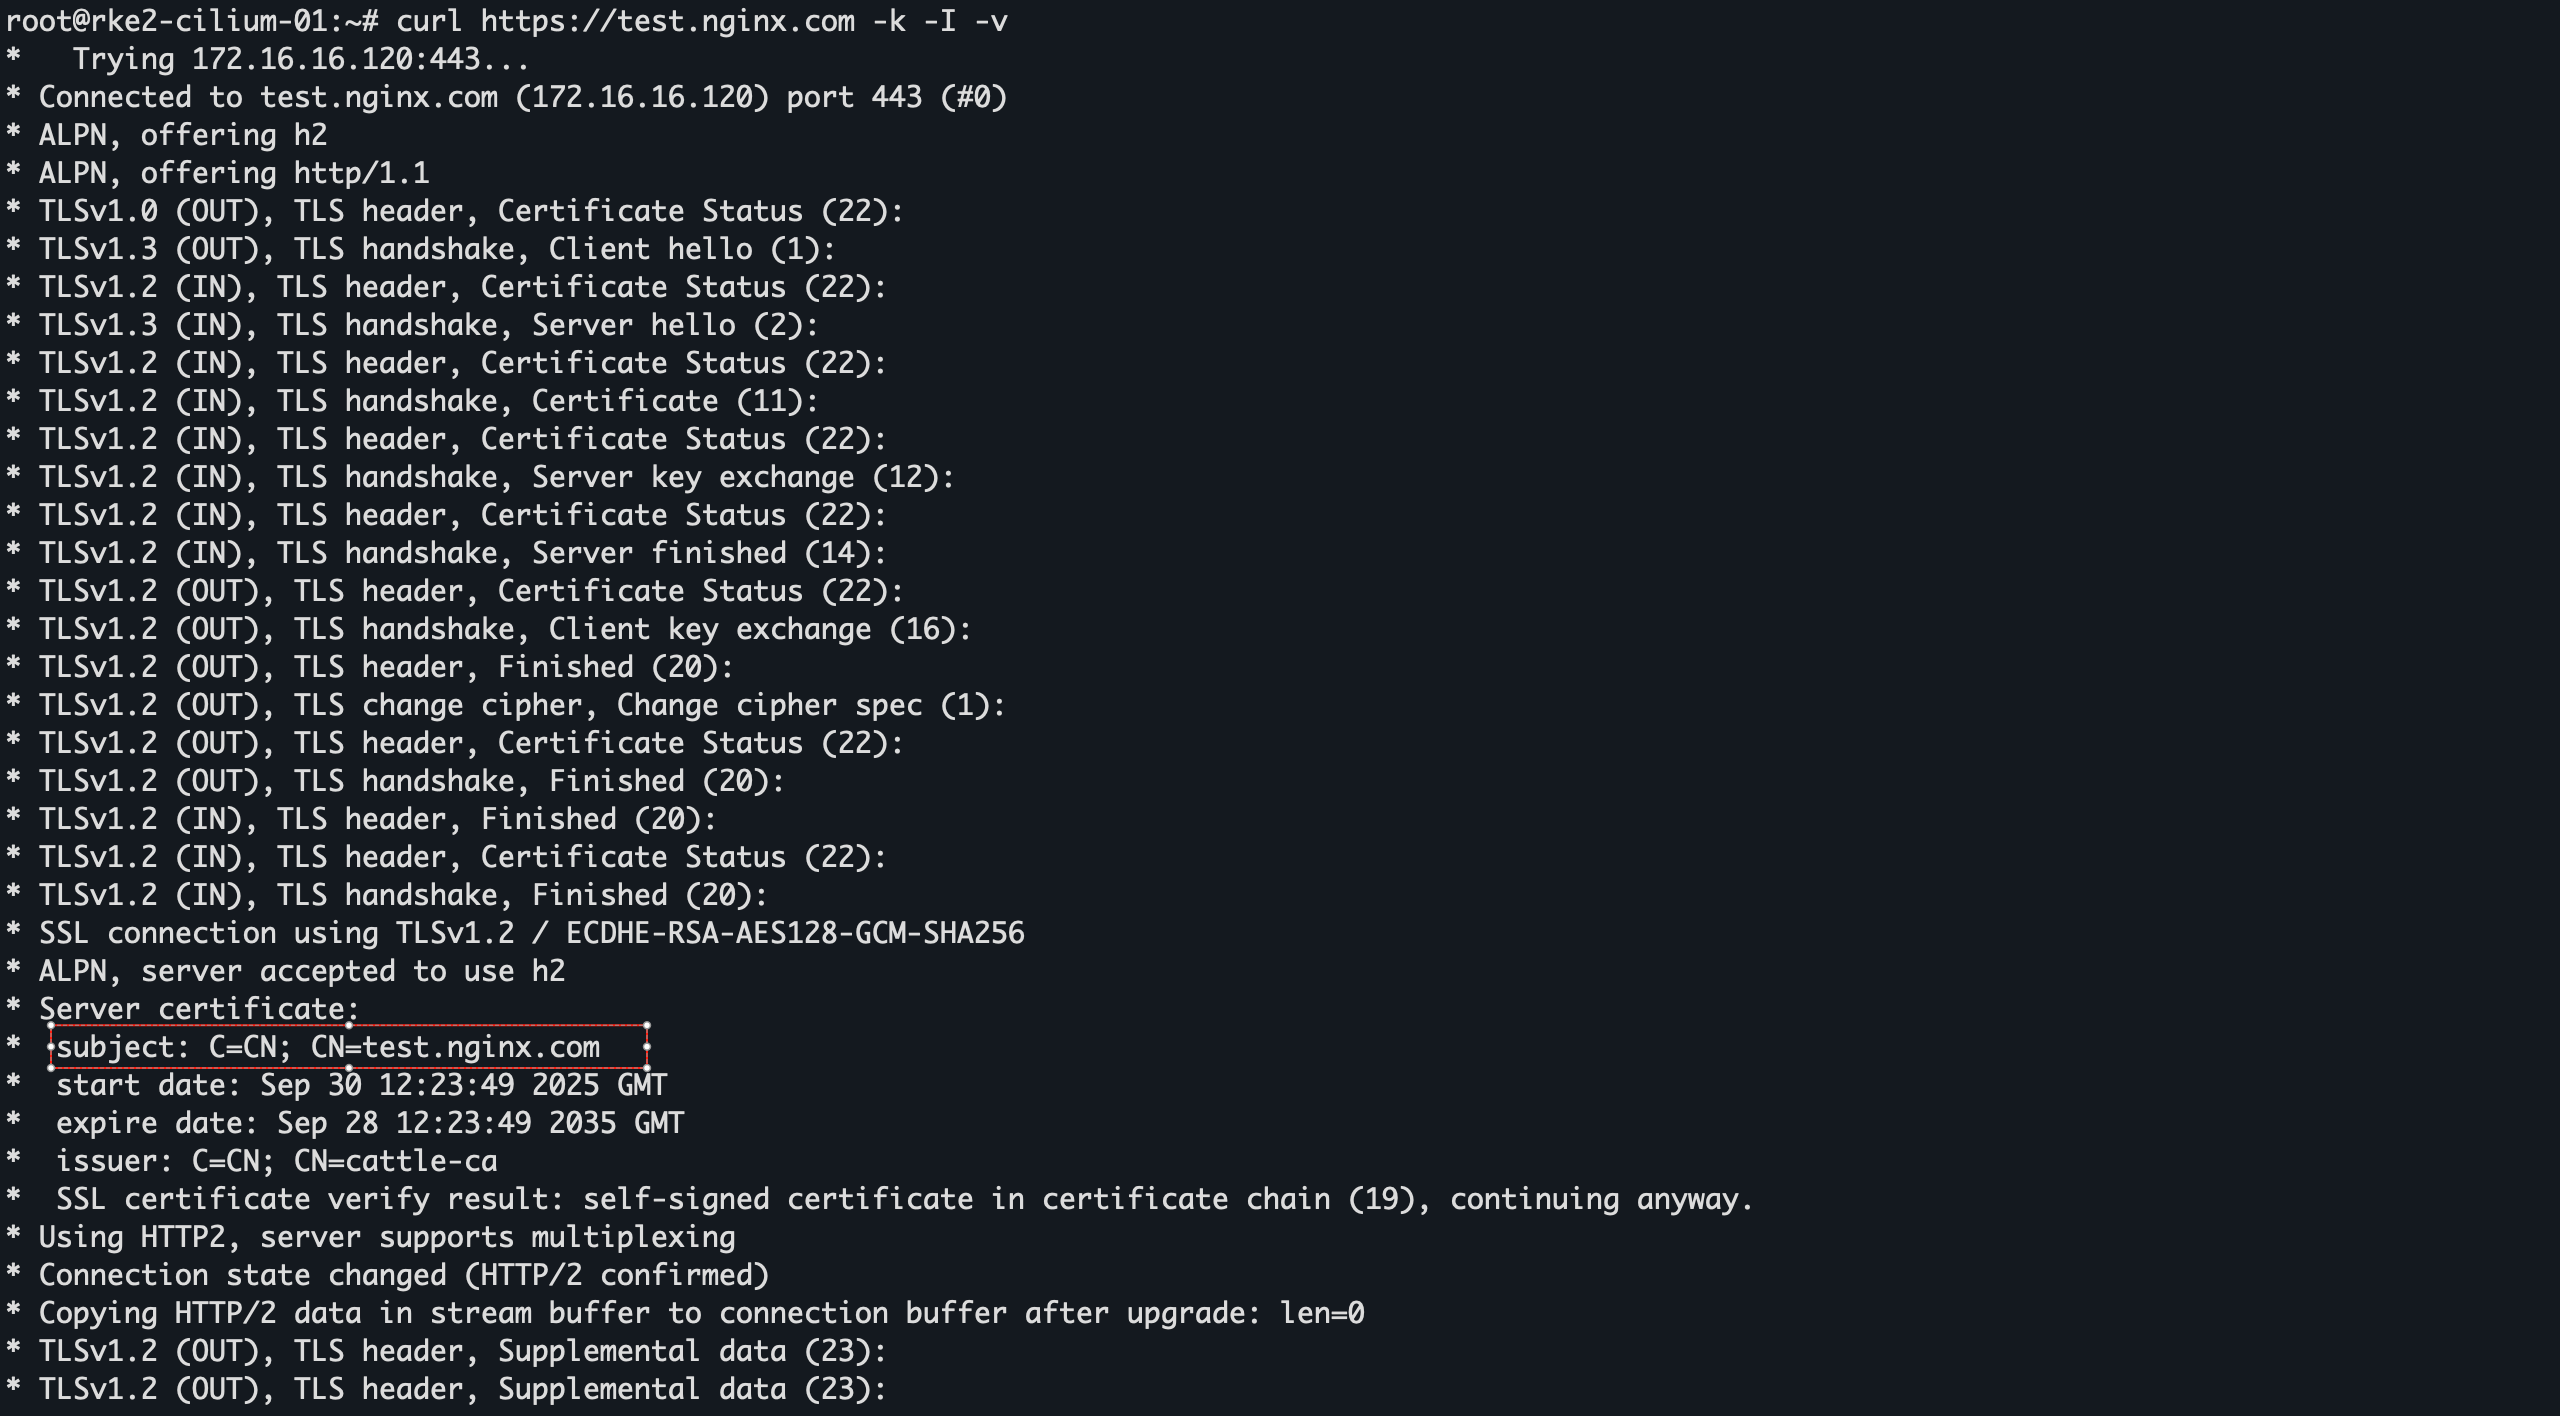 root@rke2-cilium-01:~# curl https://test.nginx.com -k -I -v
*   Trying 172.16.16.120:443...
* Connected to test.nginx.com (172.16.16.120) port 443 (#0)
* ALPN, offering h2
* ALPN, offering http/1.1
* TLSv1.0 (OUT), TLS header, Certificate Status (22):
* TLSv1.3 (OUT), TLS handshake, Client hello (1):
* TLSv1.2 (IN), TLS header, Certificate Status (22):
* TLSv1.3 (IN), TLS handshake, Server hello (2):
* TLSv1.2 (IN), TLS header, Certificate Status (22):
* TLSv1.2 (IN), TLS handshake, Certificate (11):
* TLSv1.2 (IN), TLS header, Certificate Status (22):
* TLSv1.2 (IN), TLS handshake, Server key exchange (12):
* TLSv1.2 (IN), TLS header, Certificate Status (22):
* TLSv1.2 (IN), TLS handshake, Server finished (14):
* TLSv1.2 (OUT), TLS header, Certificate Status (22):
* TLSv1.2 (OUT), TLS handshake, Client key exchange (16):
* TLSv1.2 (OUT), TLS header, Finished (20):
* TLSv1.2 (OUT), TLS change cipher, Change cipher spec (1):
* TLSv1.2 (OUT), TLS header, Certificate Status (22):
* TLSv1.2 (OUT), TLS handshake, Finished (20):
* TLSv1.2 (IN), TLS header, Finished (20):
* TLSv1.2 (IN), TLS header, Certificate Status (22):
* TLSv1.2 (IN), TLS handshake, Finished (20):
* SSL connection using TLSv1.2 / ECDHE-RSA-AES128-GCM-SHA256
* ALPN, server accepted to use h2
* Server certificate:
*  subject: C=CN; CN=test.nginx.com
*  start date: Sep 30 12:23:49 2025 GMT
*  expire date: Sep 28 12:23:49 2035 GMT
*  issuer: C=CN; CN=cattle-ca
*  SSL certificate verify result: self-signed certificate in certificate chain (19), continuing anyway.
* Using HTTP2, server supports multiplexing
* Connection state changed (HTTP/2 confirmed)
* Copying HTTP/2 data in stream buffer to connection buffer after upgrade: len=0
* TLSv1.2 (OUT), TLS header, Supplemental data (23):
* TLSv1.2 (OUT), TLS header, Supplemental data (23):